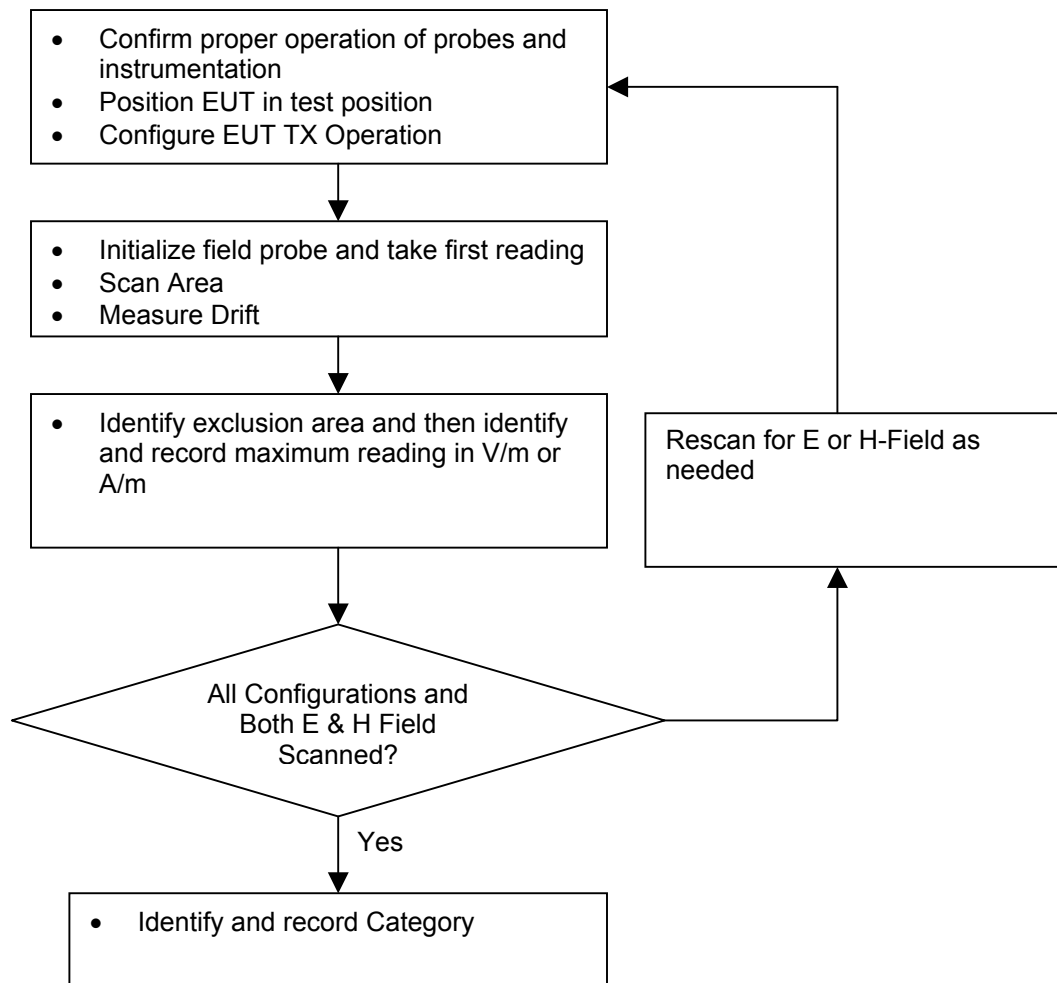 • Confirm proper operation of probes and
instrumentation
• Position EUT in test position
• Configure EUT TX Operation
• Initialize field probe and take first reading
• Scan Area
• Measure Drift
• Identify exclusion area and then identify
and record maximum reading in V/m or
A/m
Rescan for E or H-Field as
needed
All Configurations and
Both E & H Field
Scanned?
Yes
• Identify and record Category